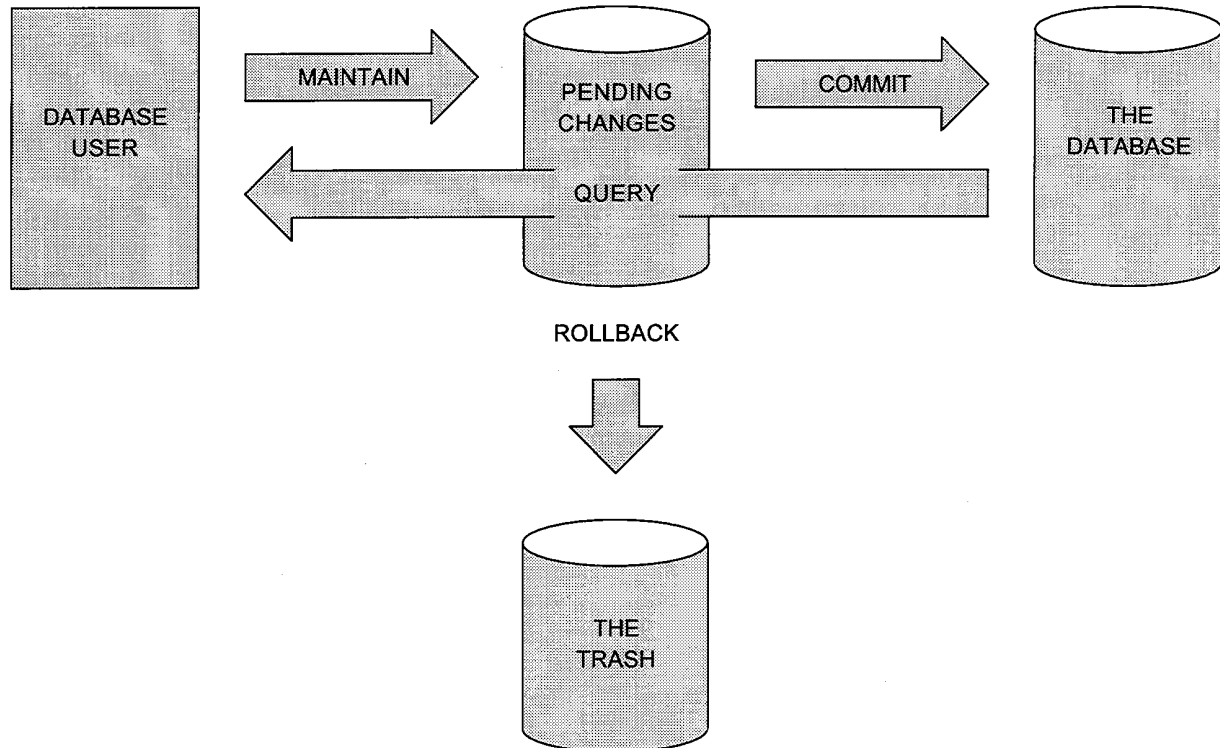 DATABASE
USER
MAINTAIN
PENDING
CHANGES
COMMIT
THE
DATABASE
QUERY
ROLLBACK
THE
TRASH